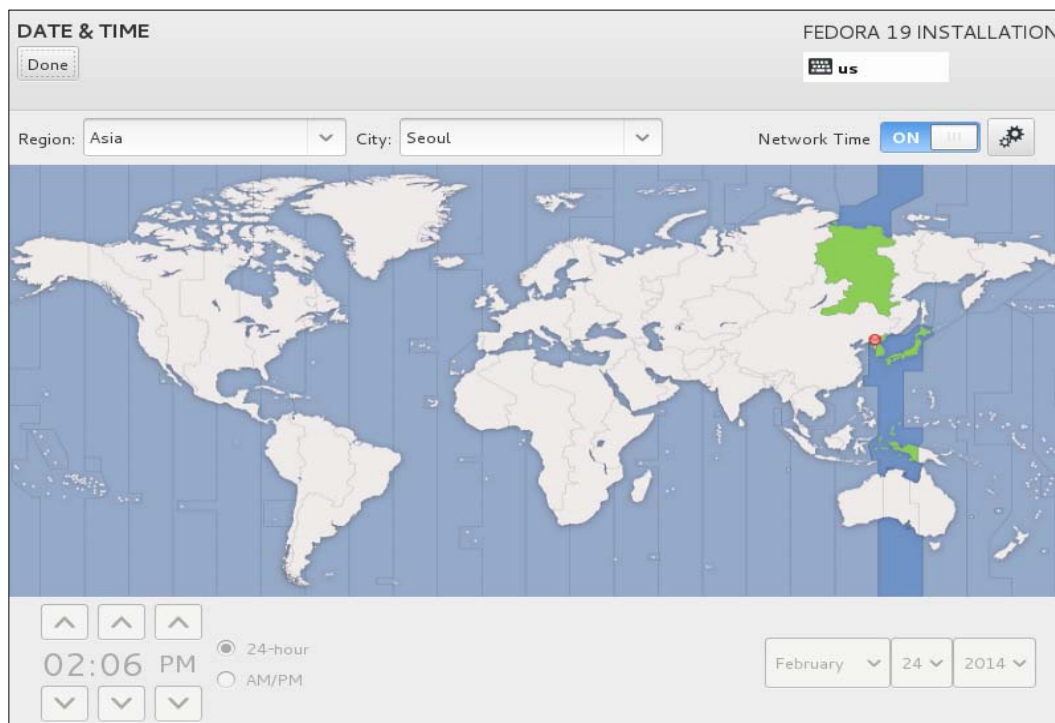 DATE & TIME
FEDORA 19 INSTALLATION
Done
us
Region: Asia City: Seoul Network Time ON
02:06 PM
24-hour
AM/PM
February 24 2014